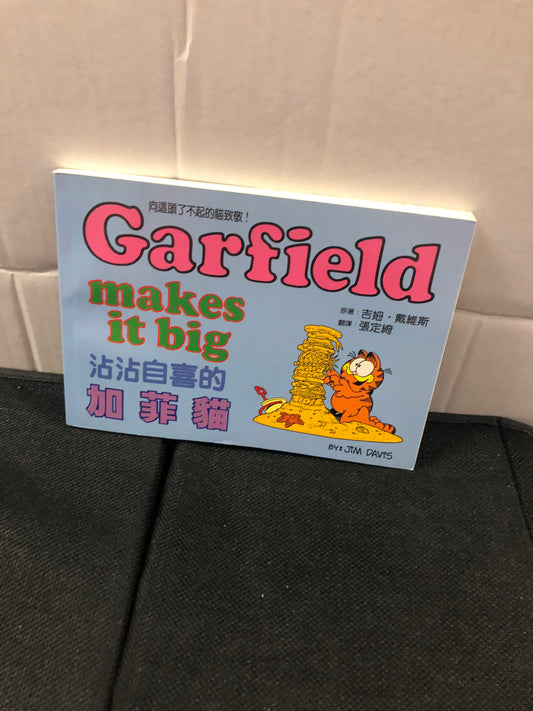 向這頭了不起的貓致敬！
Garfield
makes
it big
原著：吉姆・戴維斯
翻譯：張定綺
沾沾自喜的
加菲貓
BY: JIM DAVIS